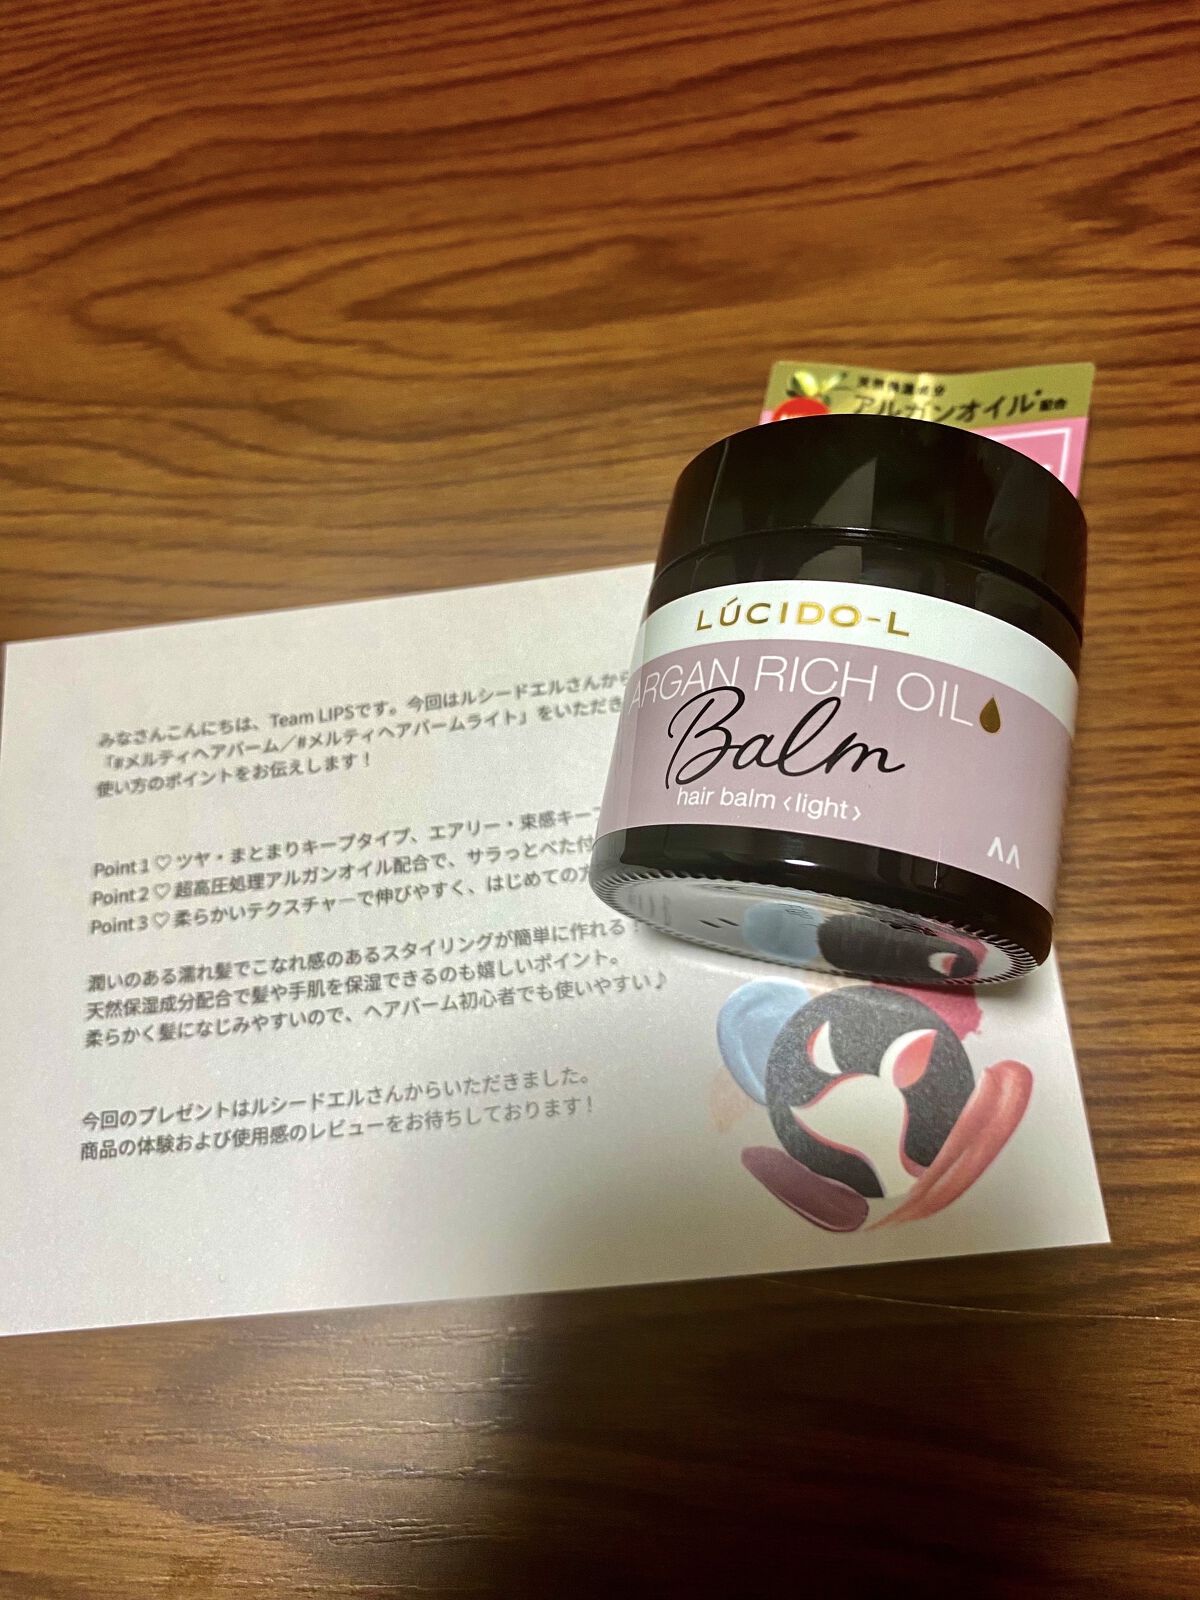 天然保湿成分
アルガンオイル*配合
LÚCIDO-L
ARGAN RICH OIL
Balm
hair balm ‹light›
みなさんこんにちは、Team LIPSです。今回はルシードエルさんから
「#メルティヘアバーム／#メルティヘアバームライト」をいただき
使い方のポイントをお伝えします！
Point1♡ツヤ・まとまりキープタイプ、エアリー・束感キープ
Point2♡超高圧処理アルガンオイル配合で、サラっとべた付
Point3♡柔らかいテクスチャーで伸びやすく、はじめての方
潤いのある濡れ髪でこなれ感のあるスタイリングが簡単に作れる！
天然保湿成分配合で髪や手肌を保湿できるのも嬉しいポイント。
柔らかく髪になじみやすいので、ヘアバーム初心者でも使いやすい♪
今回のプレゼントはルシードエルさんからいただきました。
商品の体験および使用感のレビューをお待ちしております！